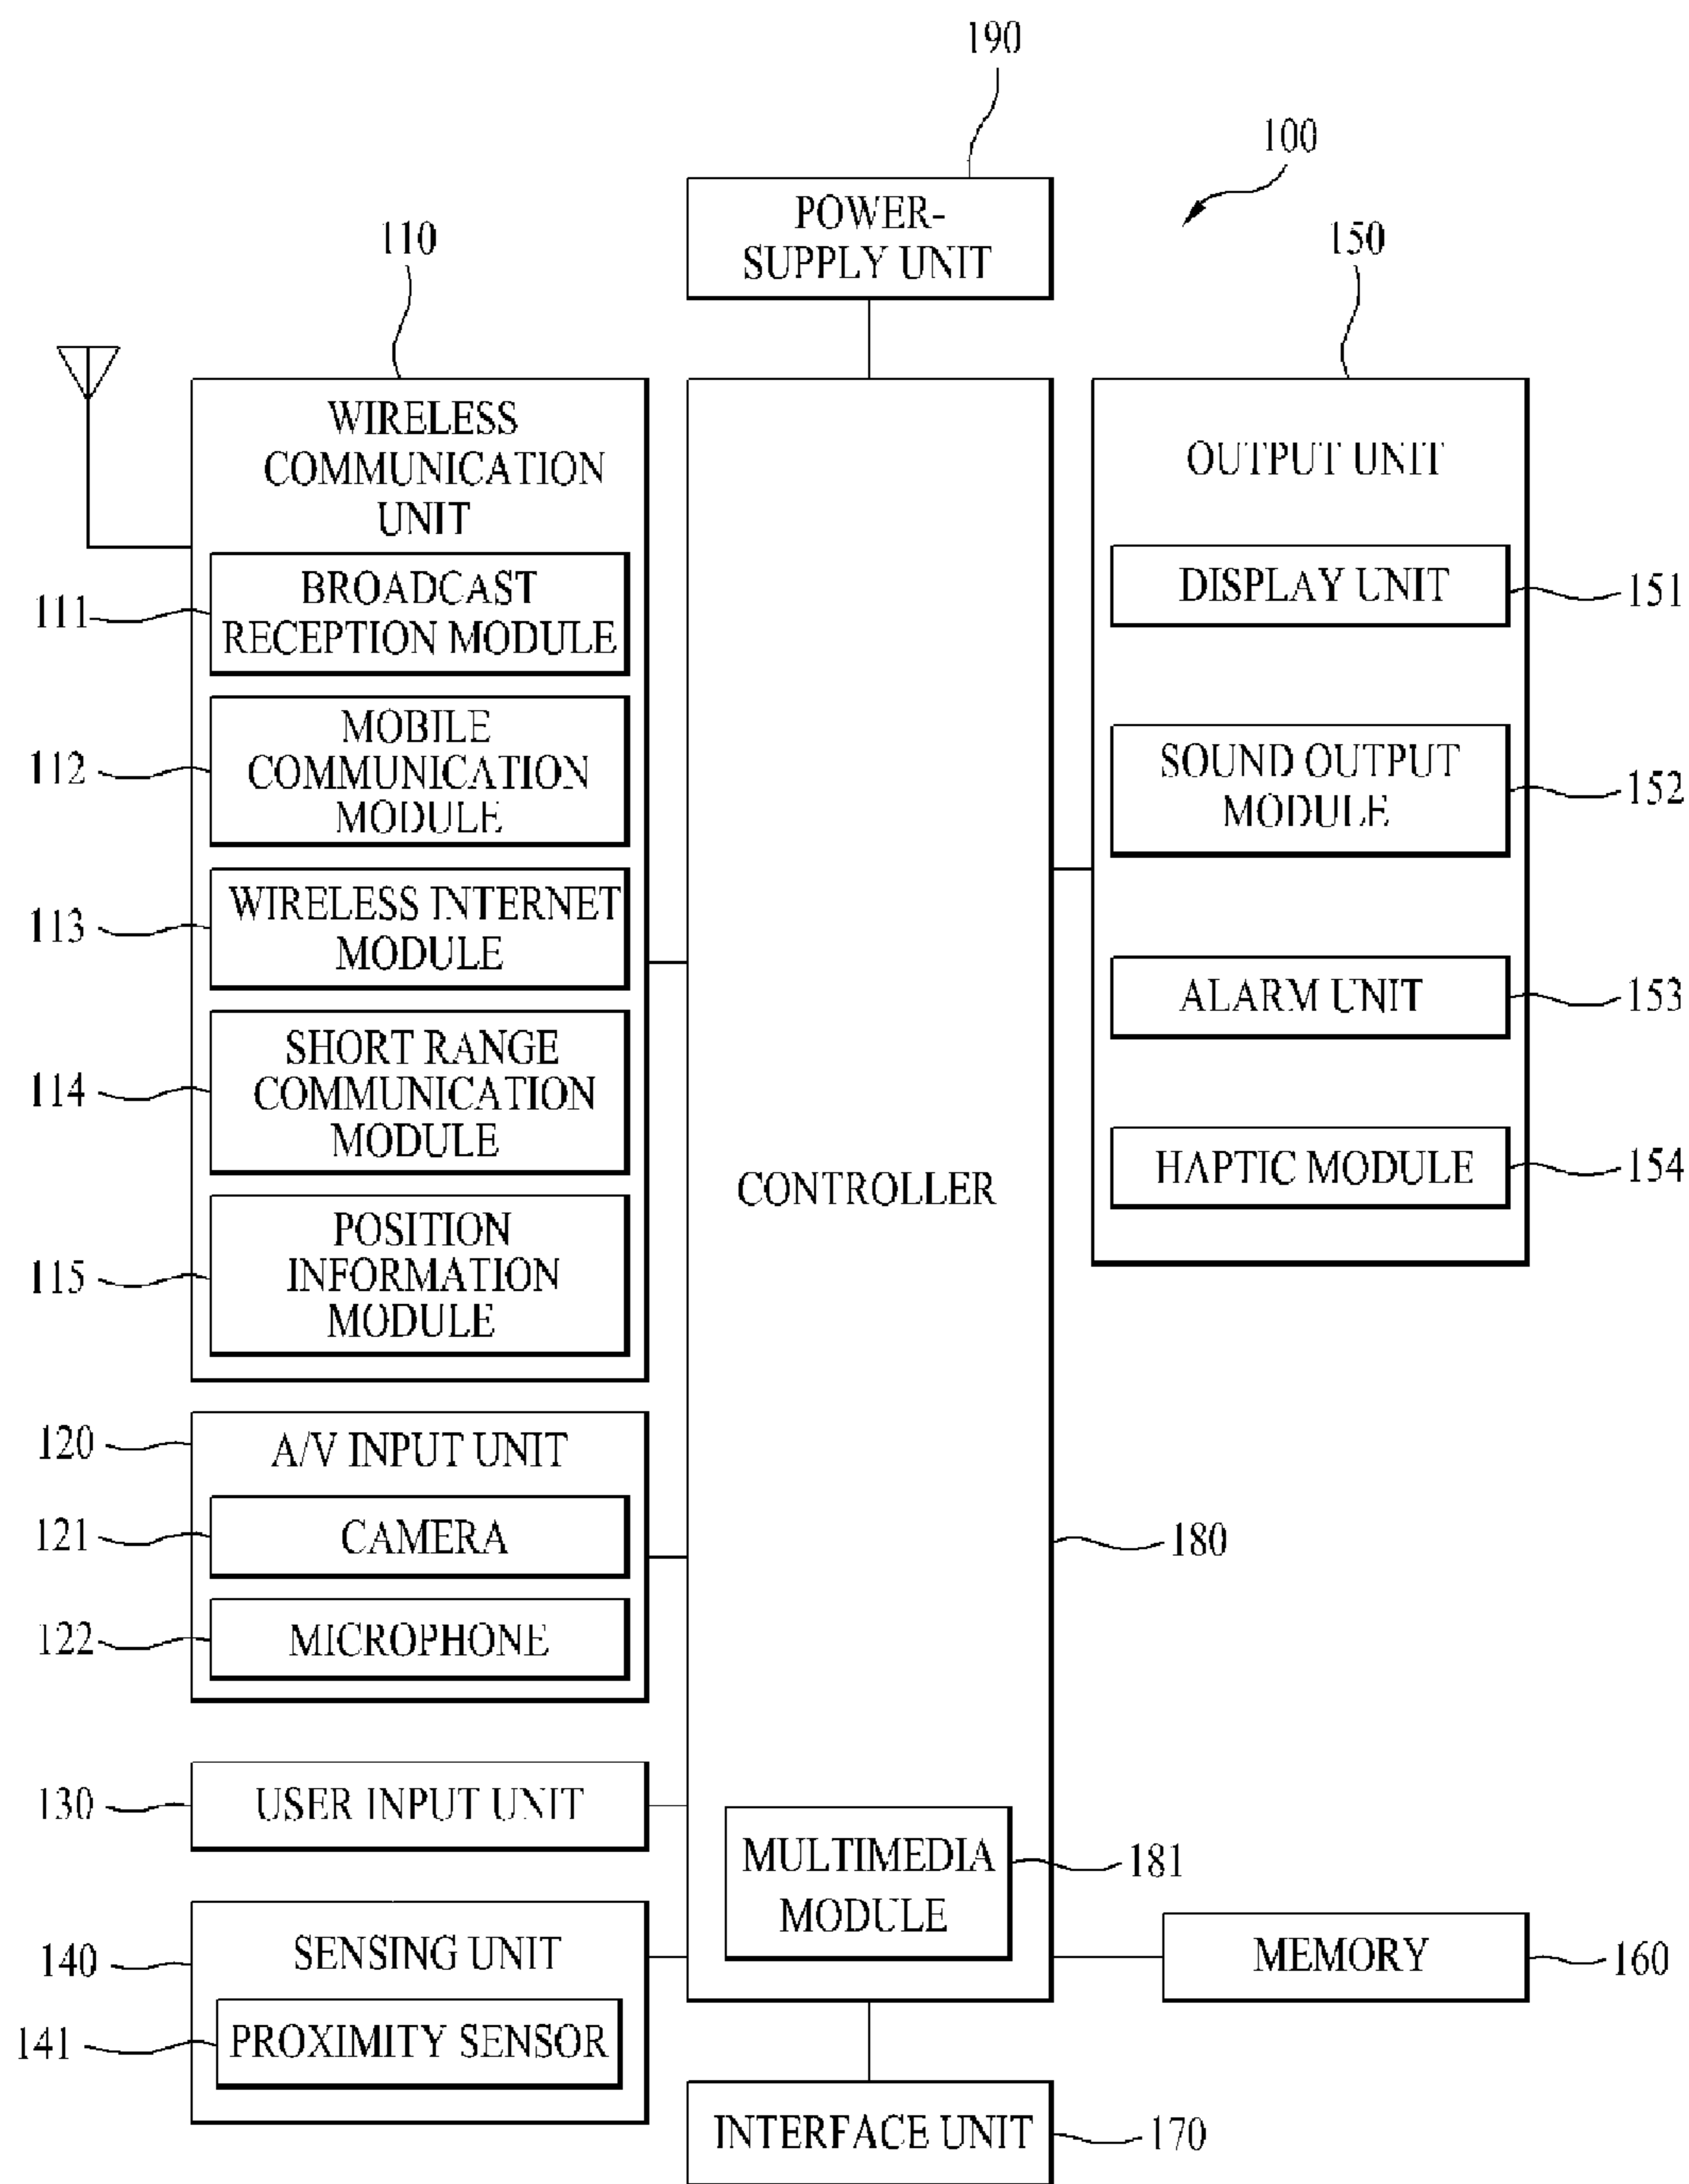 190
100
POWER-
SUPPLY UNIT
110
150
WIRELESS
COMMUNICATION
UNIT
OUTPUT UNIT
111
BROADCAST
RECEPTION MODULE
DISPLAY UNIT
151
112
MOBILE
COMMUNICATION
MODULE
SOUND OUTPUT
MODULE
152
113
WIRELESS INTERNET
MODULE
ALARM UNIT
153
114
SHORT RANGE
COMMUNICATION
MODULE
HAPTIC MODULE
154
CONTROLLER
115
POSITION
INFORMATION
MODULE
120
A/V INPUT UNIT
121
CAMERA
180
122
MICROPHONE
130
USER INPUT UNIT
MULTIMEDIA
MODULE
181
140
SENSING UNIT
MEMORY
160
141
PROXIMITY SENSOR
INTERFACE UNIT
170